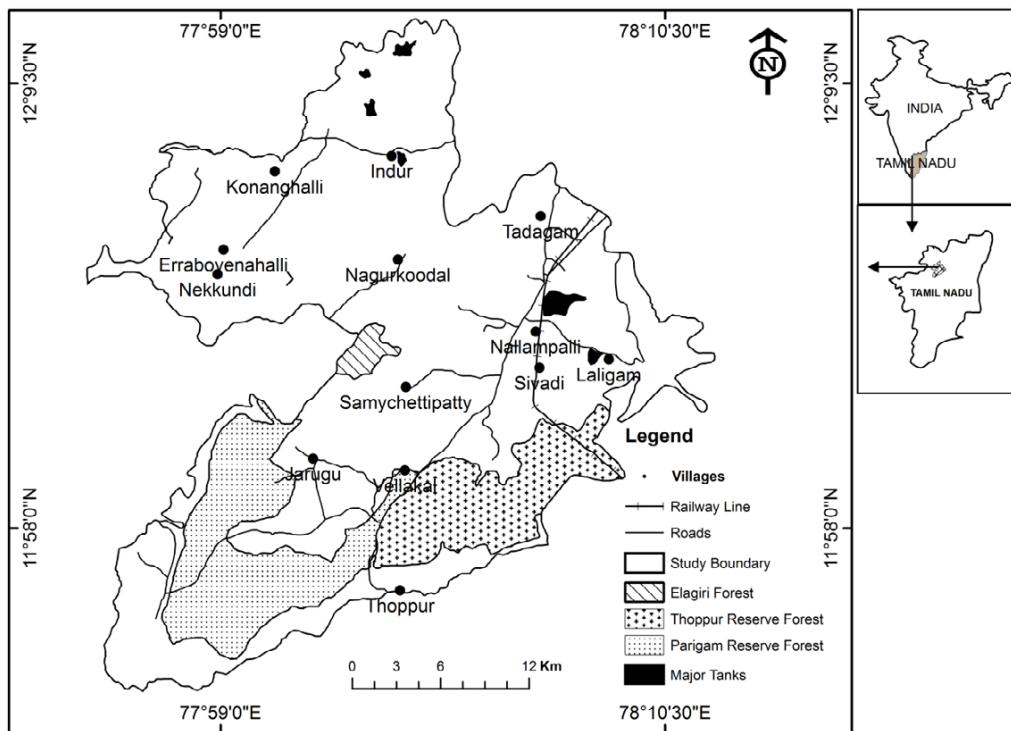 77°59'0"E
78°10'30"E
12°9'30"N
12°9'30"N
N
INDIA
TAMIL NADU
TAMIL NADU
Indur
Konanghalli
Tadagam
Errabovenahalli
Nagurkoodal
Nekkundi
Nallampalli
Sivadi
Laligam
Samychettipatty
Jarugu
Vellakal
Thoppur
11°58'0"N
11°58'0"N
Legend
Villages
Railway Line
Roads
Study Boundary
Elagiri Forest
Thoppur Reserve Forest
Parigam Reserve Forest
Major Tanks
0 3 6 12 Km
77°59'0"E
78°10'30"E